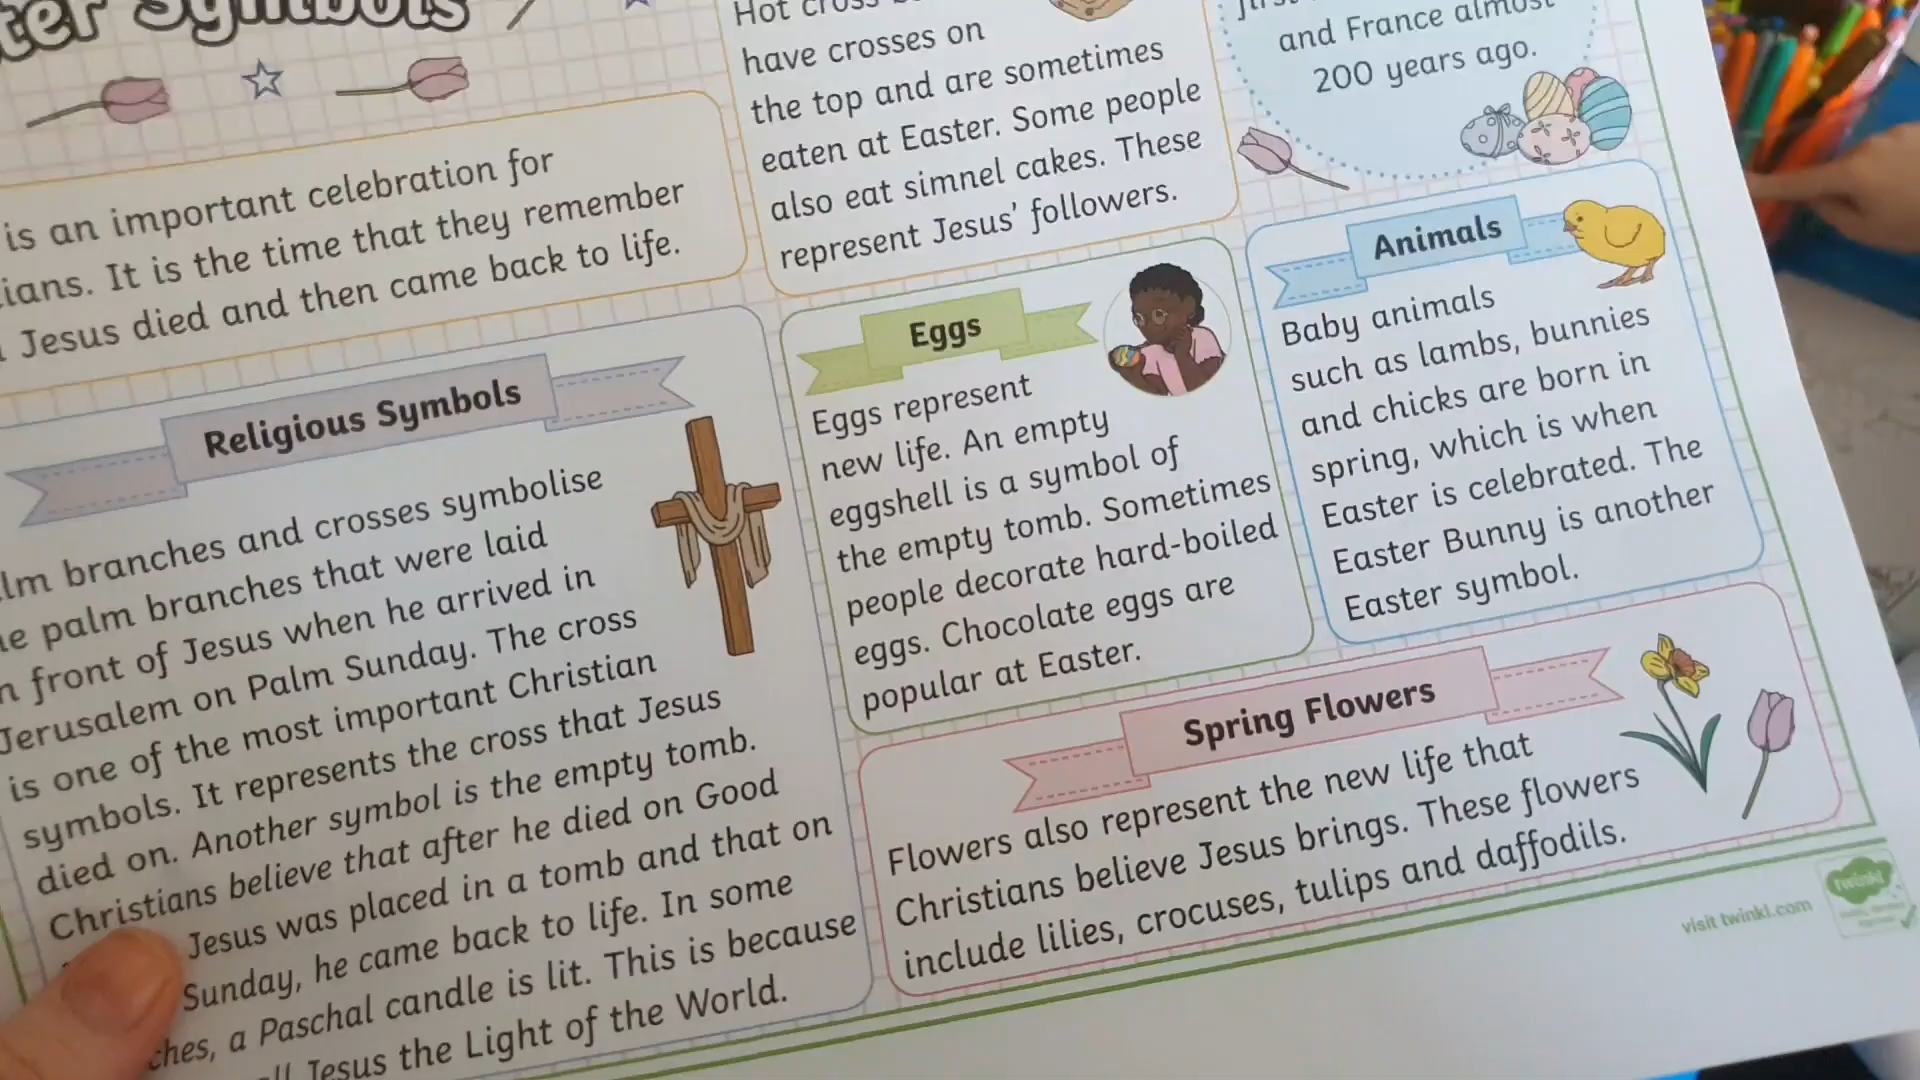 Symbols
is an important celebration for
It is the time that they remember
Jesus died and then came back to life.
Religious Symbols
branches and crosses symbolise
palm branches that were laid
front of Jesus when he arrived in
Jerusalem on Palm Sunday. The cross
is one of the most important Christian
symbols. It represents the cross that Jesus
died on. Another symbol is the empty tomb.
Christians believe that after he died on Good
Jesus was placed in a tomb and that on
Sunday, he came back to life. In some
a Paschal candle is lit. This is because
Jesus the Light of the World.
Hot cross
have crosses on
the top and are sometimes
eaten at Easter. Some people
also eat simnel cakes. These
represent Jesus' followers.
and France almost
200 years ago.
Eggs
Eggs represent
new life. An empty
eggshell is a symbol of
the empty tomb. Sometimes
people decorate hard-boiled
eggs. Chocolate eggs are
popular at Easter.
Animals
Baby animals
such as lambs, bunnies
and chicks are born in
spring, which is when
Easter is celebrated. The
Easter Bunny is another
Easter symbol.
Spring Flowers
Flowers also represent the new life that
Christians believe Jesus brings. These flowers
include lilies, crocuses, tulips and daffodils.
visit twinkl.com
twinkl